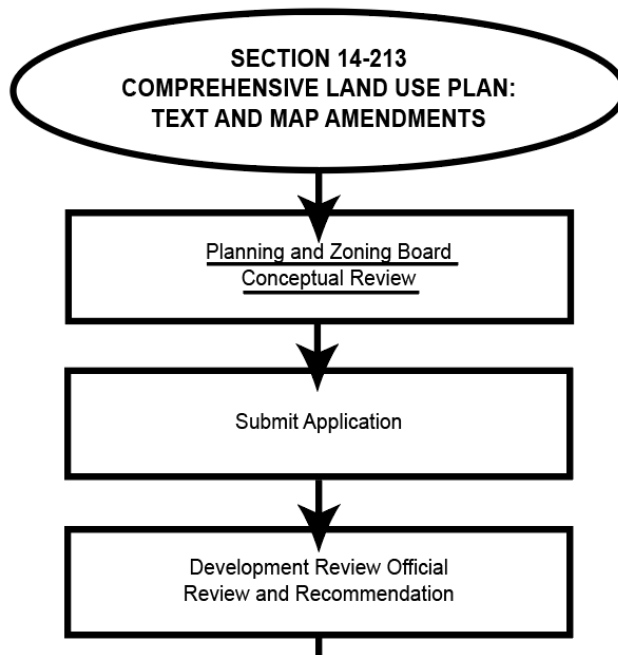 SECTION 14-213
COMPREHENSIVE LAND USE PLAN:
TEXT AND MAP AMENDMENTS
Planning and Zoning Board
Conceptual Review
Submit Application
Development Review Official
Review and Recommendation